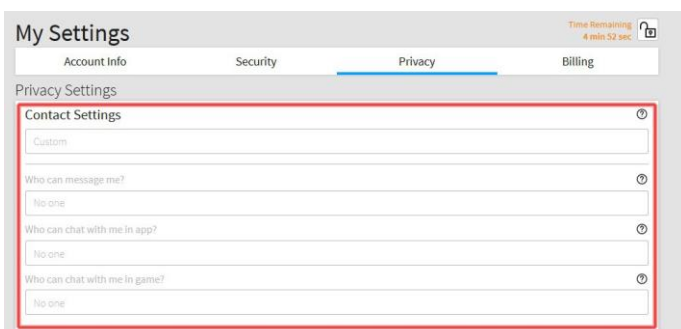 My Settings
Time Remaining
4 min 52 sec
Account Info Security Privacy Billing
Privacy Settings
Contact Settings
Custom
Who can message me?
No one
Who can chat with me in app?
No one
Who can chat with me in game?
No one